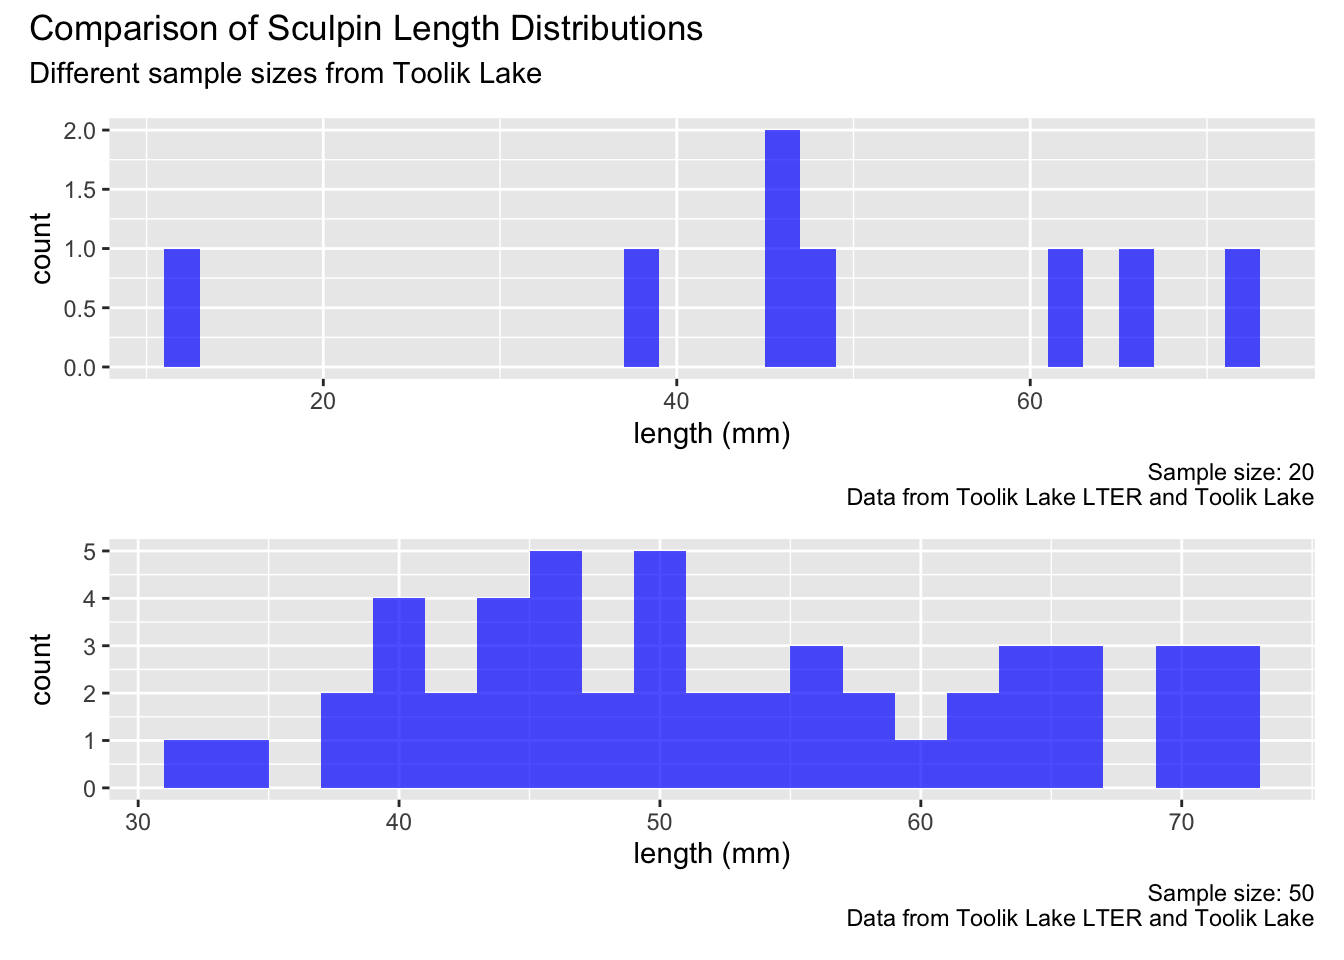 Comparison of Sculpin Length Distributions
Different sample sizes from Toolik Lake
2.0
1.5
1.0
0.5
0.0
count
20 40 60
length (mm)
Sample size: 20
Data from Toolik Lake LTER and Toolik Lake
5
4
3
2
1
0
count
30 40 50 60 70
length (mm)
Sample size: 50
Data from Toolik Lake LTER and Toolik Lake